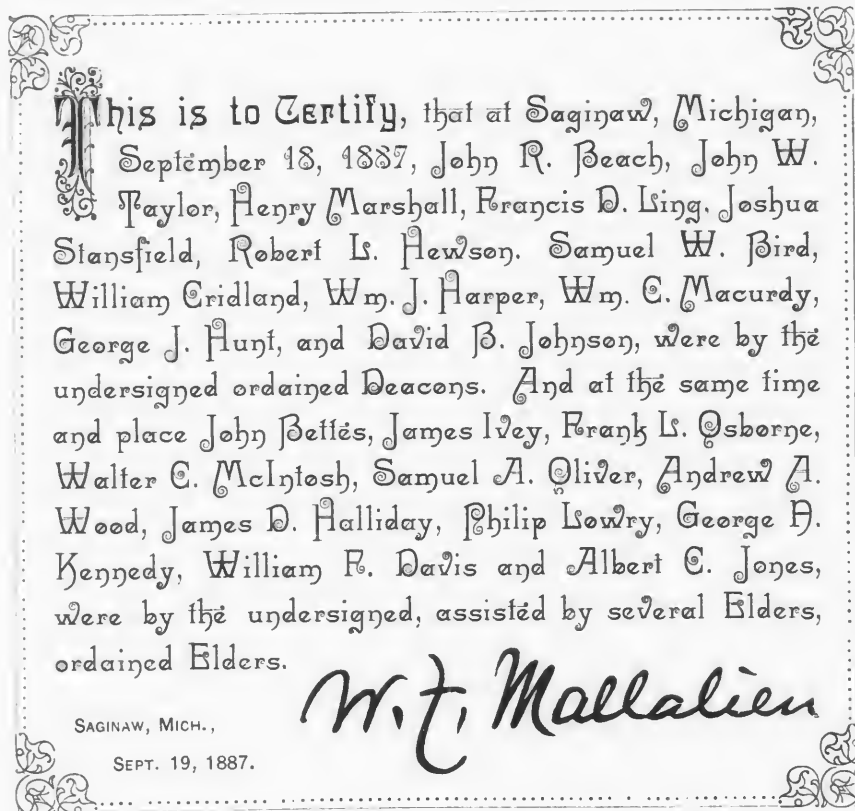 This is to Certify, that at Saginaw, Michigan,
September 18, 1887, John R. Beach, John W.
Taylor, Henry Marshall, Francis D. Ling. Joshua
Stansfield, Robert L. Hewson. Samuel W. Bird,
William Cridland, Wm. J. Harper, Wm. C. Macurdy,
George J. Hunt, and David B. Johnson, were by the
undersigned ordained Deacons. And at the same time
and place John Bettes, James Ivey, Frank L. Osborne,
Walter C. McIntosh, Samuel A. Oliver, Andrew A.
Wood, James D. Halliday, Philip Lowry, George H.
Kennedy, William F. Davis and Albert C. Jones,
were by the undersigned, assisted by several Elders,
ordained Elders.
W. F. Mallalieu
SAGINAW, MICH.,
SEPT. 19, 1887.